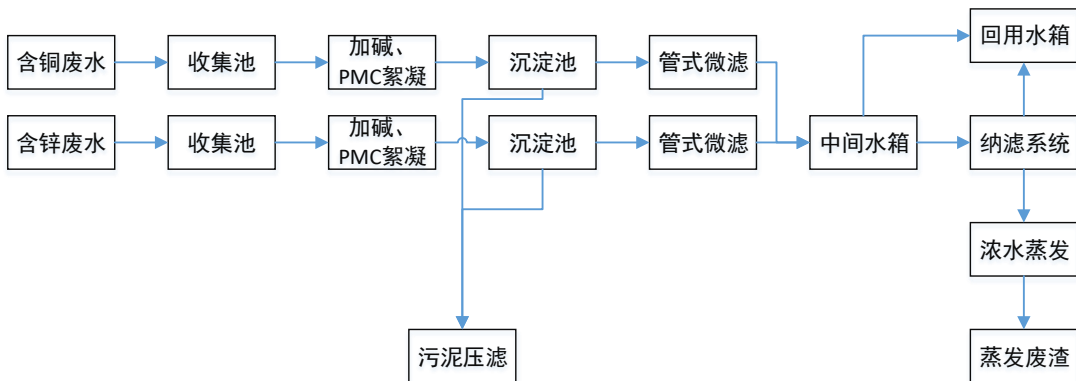 含铜废水
收集池
加碱、
PMC絮凝
沉淀池
管式微滤
回用水箱
含锌废水
收集池
加碱、
PMC絮凝
沉淀池
管式微滤
中间水箱
纳滤系统
浓水蒸发
污泥压滤
蒸发废渣